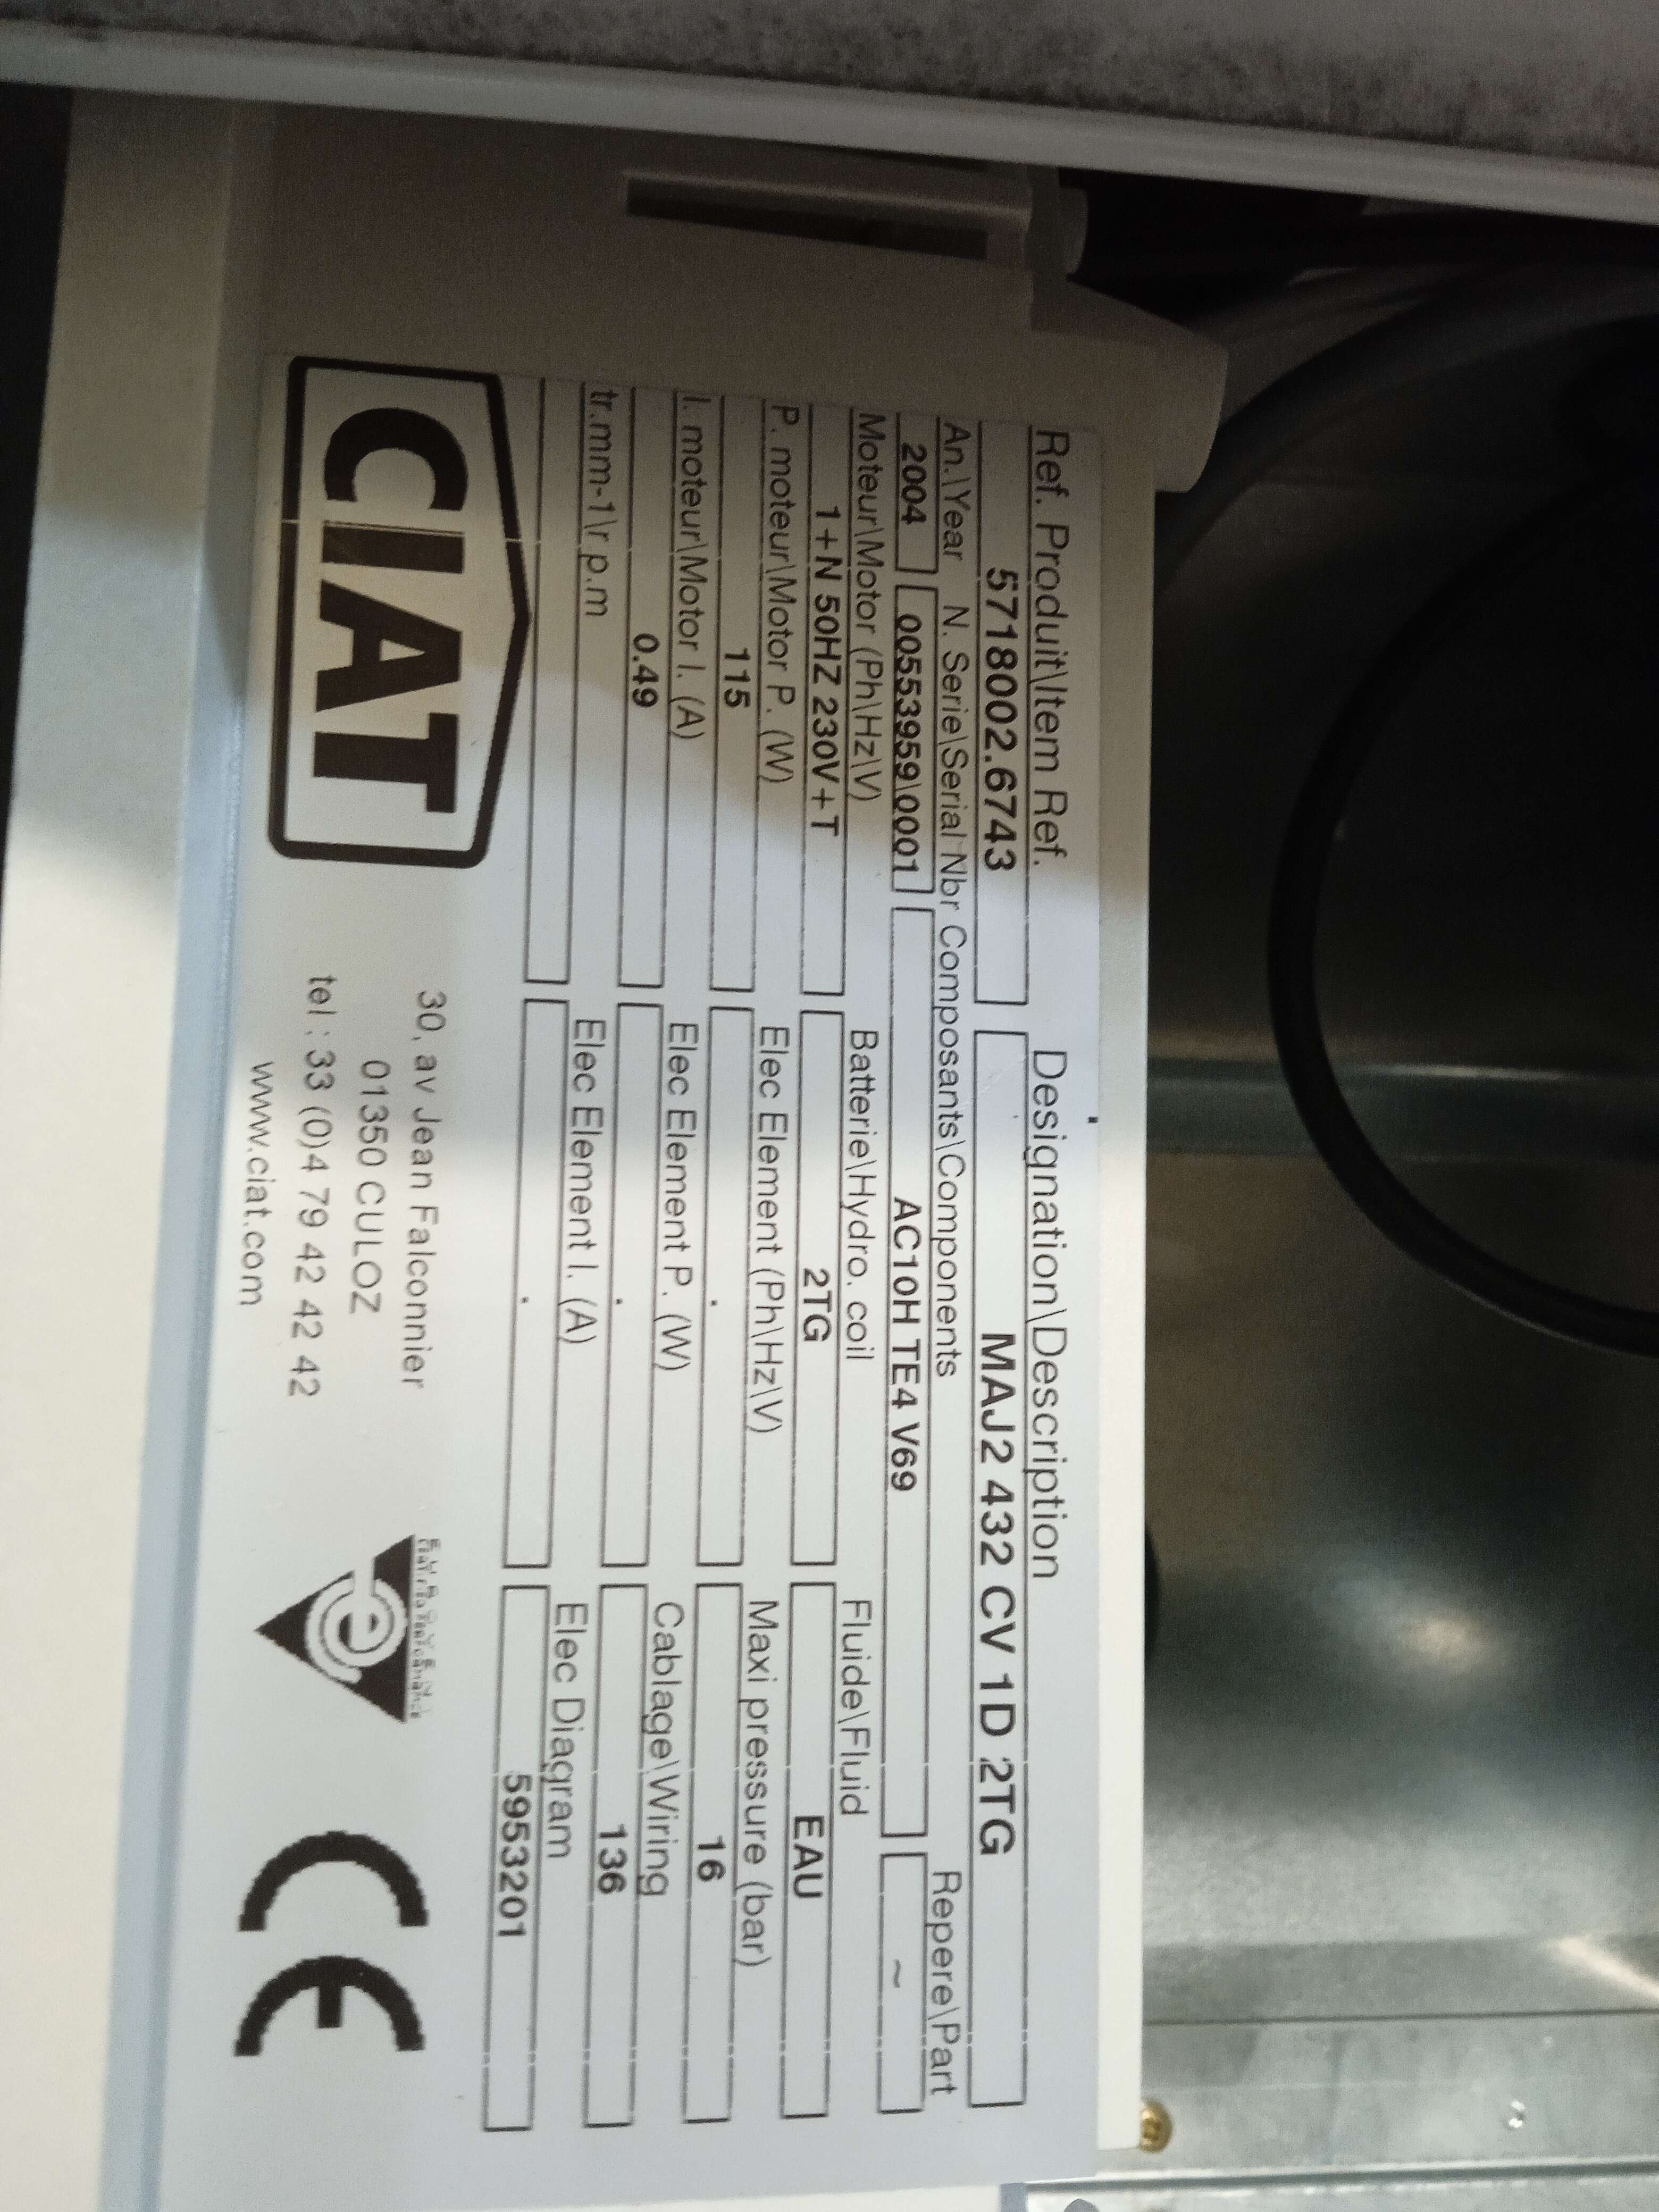 Ref. Produit\Item Ref. Designation\Description
5718002.6743 MAJ2 432 CV 1D 2TG
An.\Year N. Serie\Serial Nbr Composants\Components Repere\Part
2004 00553959\0001 AC10H TE4 V69 ~
Moteur\Motor (Ph\Hz\V) Batterie\Hydro. coil Fluide\Fluid
1+N 50HZ 230V+T 2TG EAU
P. moteur\Motor P. (W) Elec Element (Ph\Hz\V) Maxi pressure (bar)
115 . 16
I. moteur\Motor I. (A) Elec Element P. (W) Cablage\Wiring
0.49 . 136
tr.mm-1\r p.m Elec Element I. (A) Elec Diagram
. 5953201
CIAT
30, av Jean Falconnier
01350 CULOZ
tel : 33 (0)4 79 42 42 42
www.ciat.com
e
CE